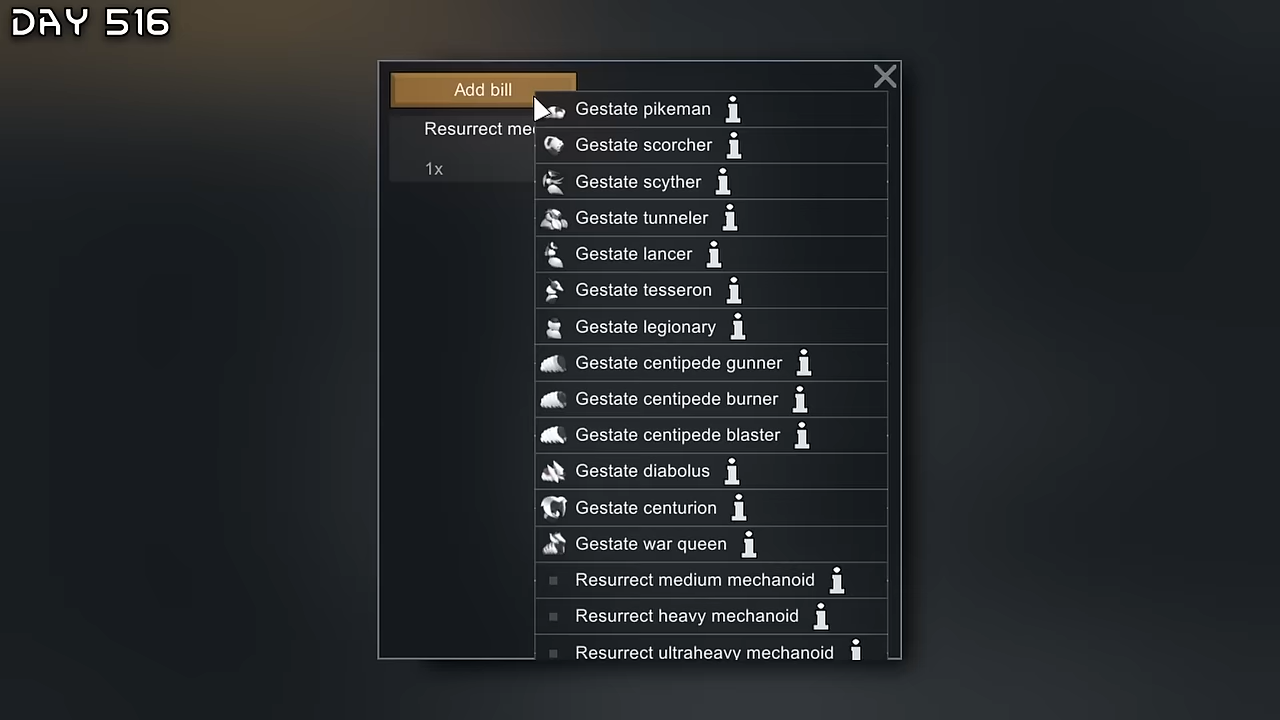 DAY 516
Add bill
Resurrect me
1x
Gestate pikeman
Gestate scorcher
Gestate scyther
Gestate tunneler
Gestate lancer
Gestate tesseron
Gestate legionary
Gestate centipede gunner
Gestate centipede burner
Gestate centipede blaster
Gestate diabolus
Gestate centurion
Gestate war queen
Resurrect medium mechanoid
Resurrect heavy mechanoid
Resurrect ultraheavy mechanoid